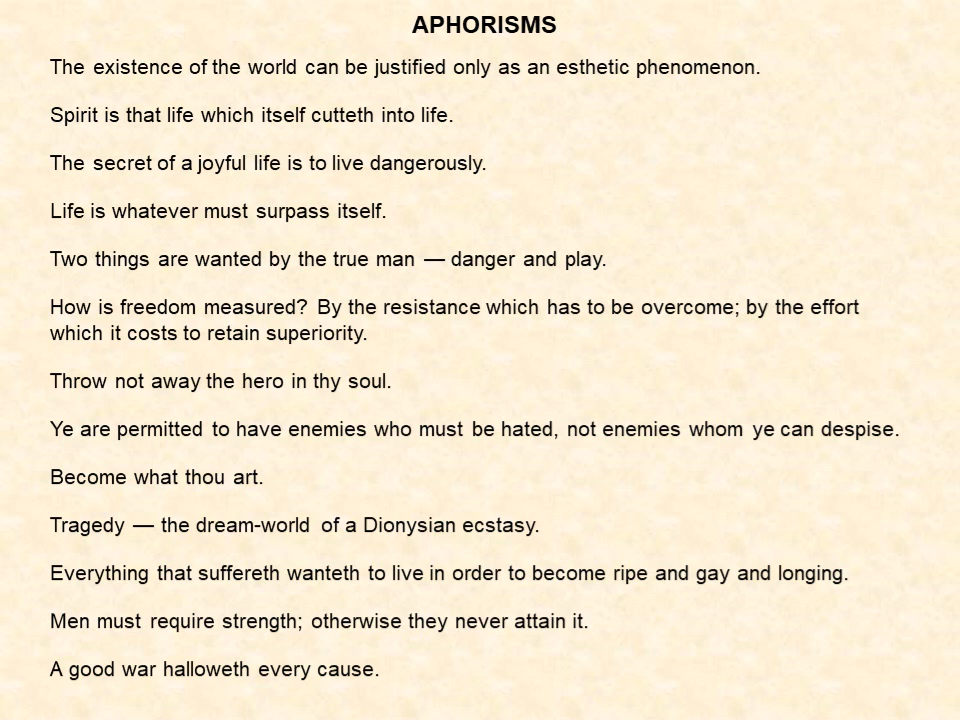 APHORISMS
The existence of the world can be justified only as an esthetic phenomenon.
Spirit is that life which itself cutteth into life.
The secret of a joyful life is to live dangerously.
Life is whatever must surpass itself.
Two things are wanted by the true man — danger and play.
How is freedom measured? By the resistance which has to be overcome; by the effort
which it costs to retain superiority.
Throw not away the hero in thy soul.
Ye are permitted to have enemies who must be hated, not enemies whom ye can despise.
Become what thou art.
Tragedy — the dream-world of a Dionysian ecstasy.
Everything that suffereth wanteth to live in order to become ripe and gay and longing.
Men must require strength; otherwise they never attain it.
A good war halloweth every cause.